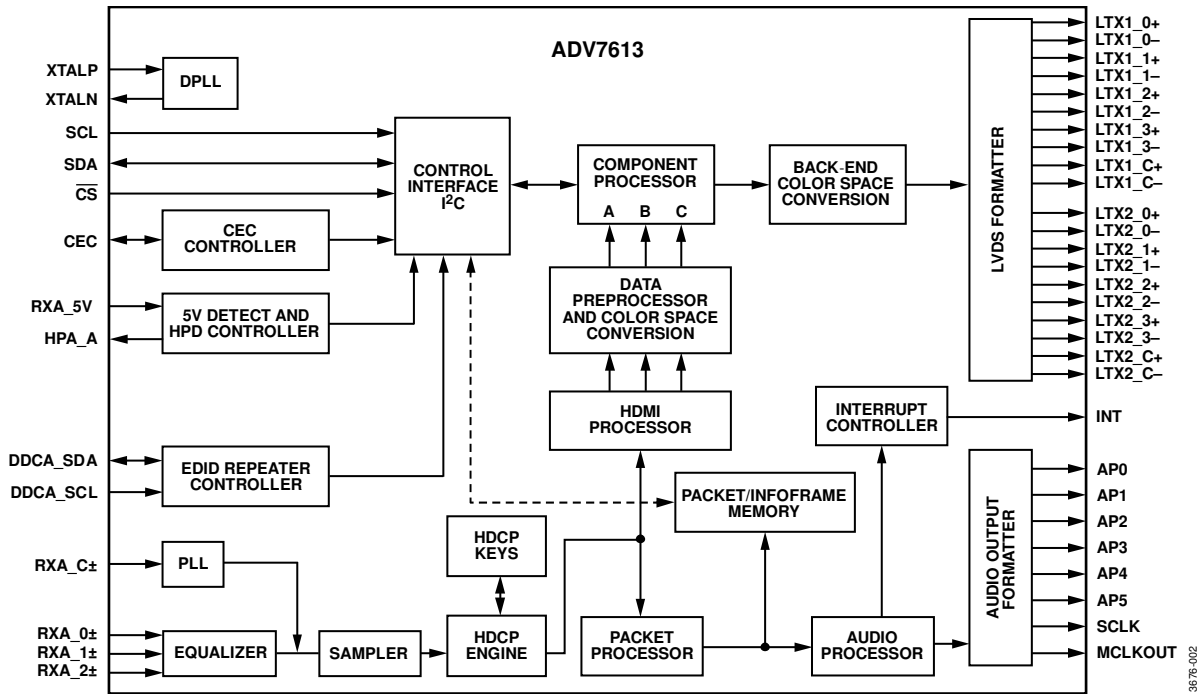 ADV7613
XTALP
XTALN
DPLL
SCL
SDA
CS
CEC
CEC
CONTROLLER
RXA_5V
HPA_A
5V DETECT AND
HPD CONTROLLER
DDCA_SDA
DDCA_SCL
EDID REPEATER
CONTROLLER
RXA_C±
PLL
RXA_0±
RXA_1±
RXA_2±
EQUALIZER
SAMPLER
HDCP
KEYS
HDCP
ENGINE
CONTROL
INTERFACE
I²C
COMPONENT
PROCESSOR
A B C
DATA
PREPROCESSOR
AND COLOR SPACE
CONVERSION
HDMI
PROCESSOR
PACKET/INFOFRAME
MEMORY
PACKET
PROCESSOR
AUDIO
PROCESSOR
BACK-END
COLOR SPACE
CONVERSION
INTERRUPT
CONTROLLER
LVDS FORMATTER
AUDIO OUTPUT
FORMATTER
LTX1_0+
LTX1_0–
LTX1_1+
LTX1_1–
LTX1_2+
LTX1_2–
LTX1_3+
LTX1_3–
LTX1_C+
LTX1_C–
LTX2_0+
LTX2_0–
LTX2_1+
LTX2_1–
LTX2_2+
LTX2_2–
LTX2_3+
LTX2_3–
LTX2_C+
LTX2_C–
INT
AP0
AP1
AP2
AP3
AP4
AP5
SCLK
MCLKOUT
3676-002